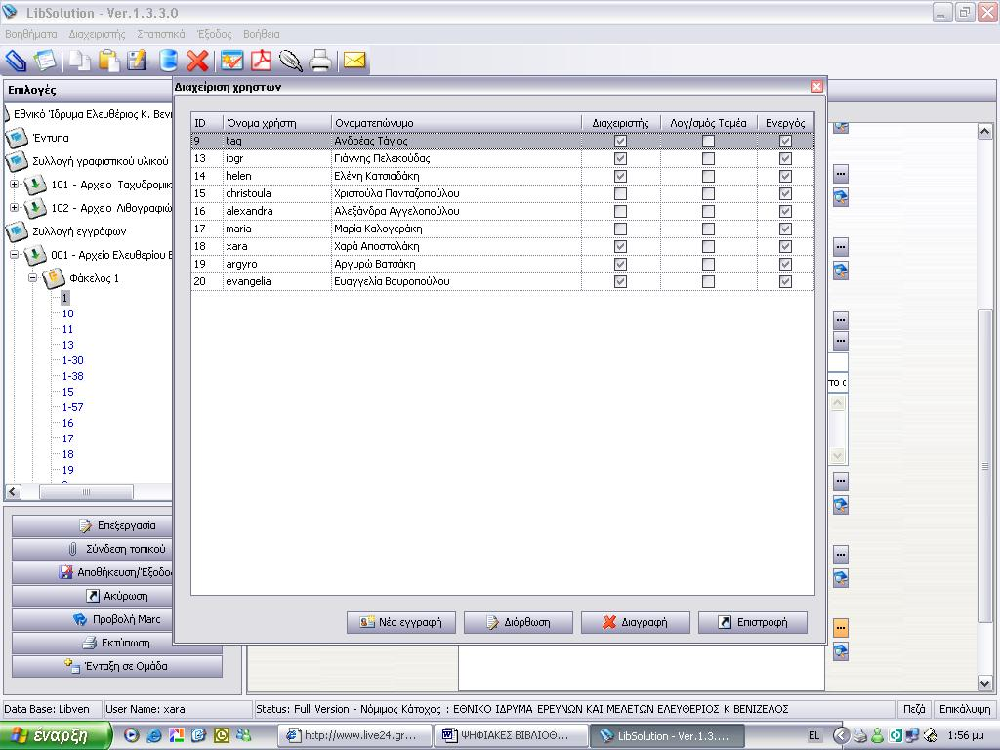 LibSolution - Ver.1.3.3.0
Βοηθήματα Διαχειριστής Στατιστικά Έξοδος Βοήθεια
Επιλογές
Εθνικό Ίδρυμα Ελευθέριος Κ. Βενι
Έντυπα
Συλλογή γραφιστικού υλικού
101 - Αρχείο Ταχυδρομικ
102 - Αρχείο Λιθογραφιώ
Συλλογή εγγράφων
001 - Αρχείο Ελευθερίου Β
Φάκελος 1
1
10
11
13
1-30
1-38
15
1-57
16
17
18
19
Επεξεργασία
Σύνδεση τοπικού
Αποθήκευση/Έξοδος
Ακύρωση
Προβολή Marc
Εκτύπωση
Ένταξη σε Ομάδα
Διαχείριση χρηστών
ID Όνομα χρήστη Ονοματεπώνυμο Διαχειριστής Λογ/σμός Τομέα Ενεργός
9 tag Ανδρέας Τάγιος
13 ipgr Γιάννης Πελεκούδας
14 helen Ελένη Κατσιαδάκη
15 christoula Χριστούλα Πανταζοπούλου
16 alexandra Αλεξάνδρα Αγγελοπούλου
17 maria Μαρία Καλογεράκη
18 xara Χαρά Αποστολάκη
19 argyro Αργυρώ Βατσάκη
20 evangelia Ευαγγελία Βουροπούλου
Νέα εγγραφή Διόρθωση Διαγραφή Επιστροφή
Data Base: Libven User Name: xara Status: Full Version - Νόμιμος Κάτοχος : ΕΘΝΙΚΟ ΙΔΡΥΜΑ ΕΡΕΥΝΩΝ ΚΑΙ ΜΕΛΕΤΩΝ ΕΛΕΥΘΕΡΙΟΣ Κ ΒΕΝΙΖΕΛΟΣ Πεζά Επικάλυψη
έναρξη http://www.live24.gr... ΨΗΦΙΑΚΕΣ ΒΙΒΛΙΟΘ... LibSolution - Ver.1.3.... EL 1:56 μμ